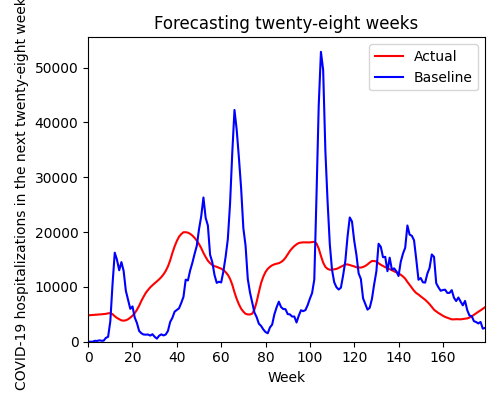 Forecasting twenty-eight weeks
COVID-19 hospitalizations in the next twenty-eight week
50000
40000
30000
20000
10000
0
Actual
Baseline
0 20 40 60 80 100 120 140 160
Week